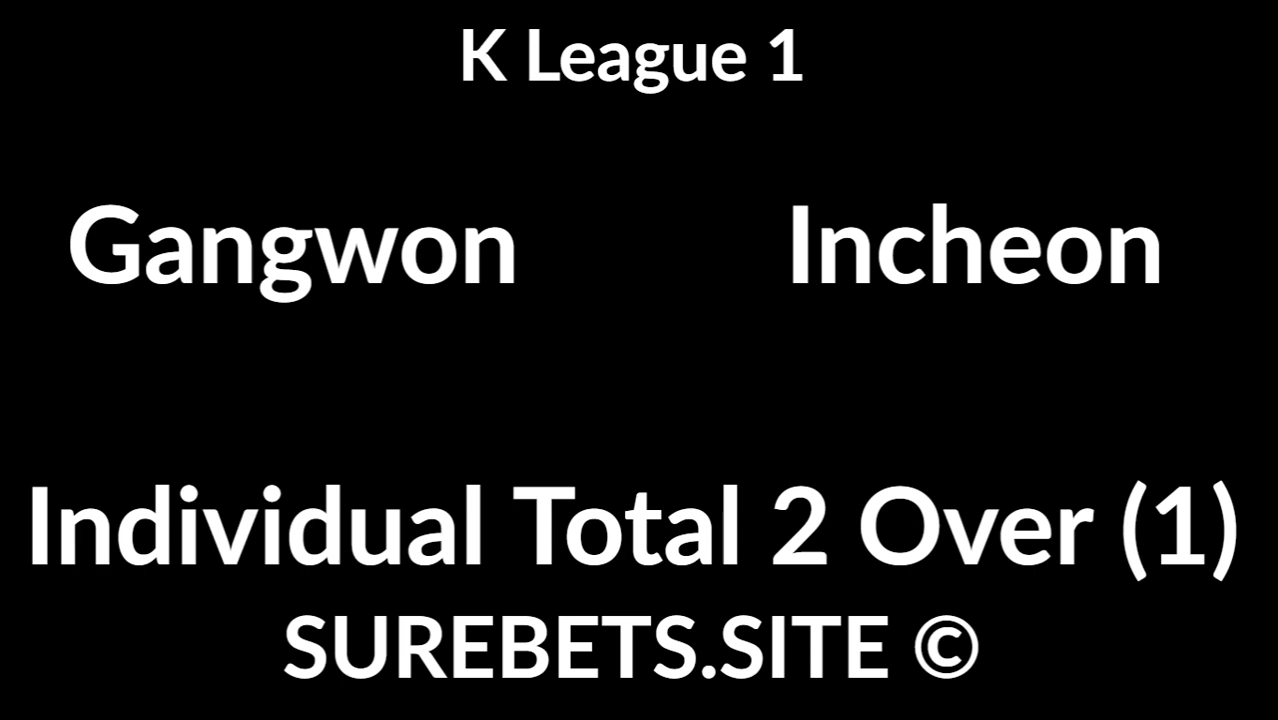 K League 1
Gangwon Incheon
Individual Total 2 Over (1)
SUREBETS.SITE ©